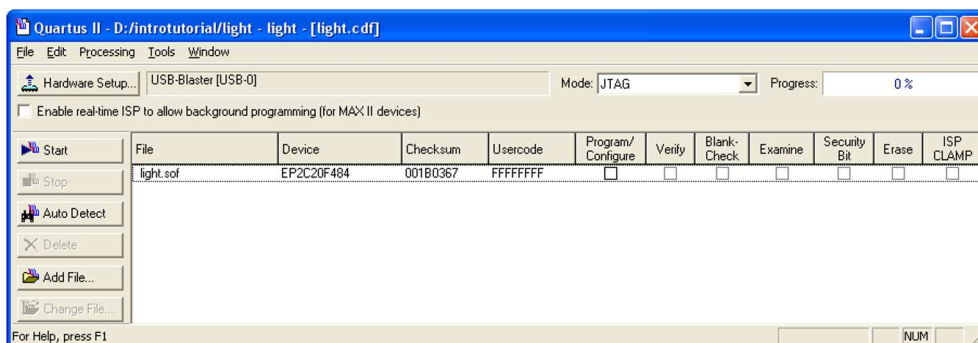 Quartus II - D:/introtutorial/light - light - [light.cdf]
File Edit Processing Tools Window
Hardware Setup... USB-Blaster [USB-0] Mode: JTAG Progress: 0 %
Enable real-time ISP to allow background programming (for MAX II devices)
Start
Stop
Auto Detect
Delete
Add File...
Change File...
File Device Checksum Usercode Program/ Configure Verify Blank- Check Examine Security Bit Erase ISP CLAMP
light.sof EP2C20F484 001B0367 FFFFFFFF
For Help, press F1 NUM